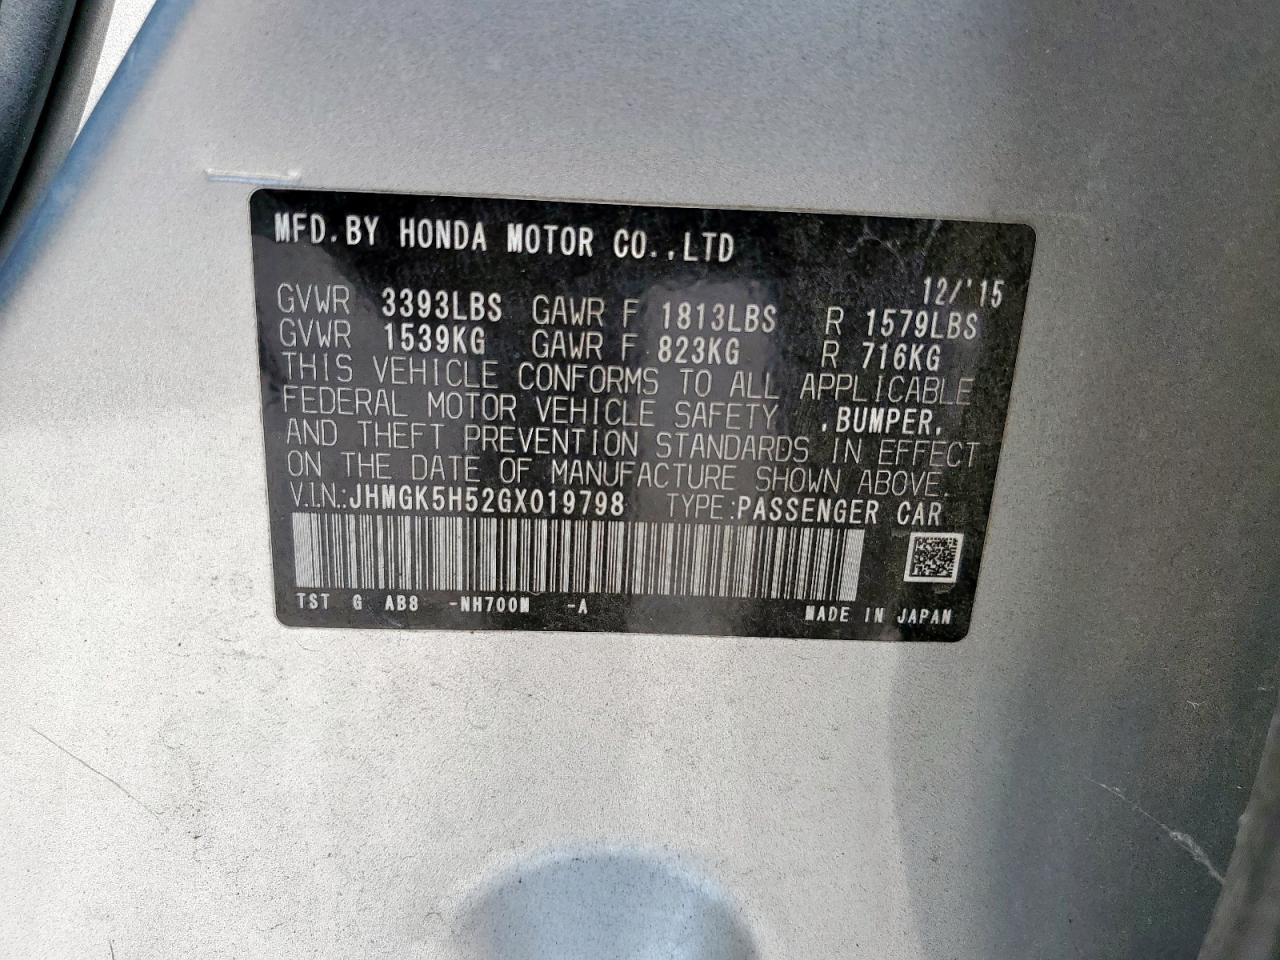 MFD. BY HONDA MOTOR CO., LTD
12/'15
GVWR 3393LBS GAWR F 1813LBS R 1579LBS
GVWR 1539KG GAWR F 823KG R 716KG
THIS VEHICLE CONFORMS TO ALL APPLICABLE
FEDERAL MOTOR VEHICLE SAFETY , BUMPER,
AND THEFT PREVENTION STANDARDS IN EFFECT
ON THE DATE OF MANUFACTURE SHOWN ABOVE.
V.I.N.:JHMGK5H52GX019798 TYPE:PASSENGER CAR
TST G AB8 -NH700M -A MADE IN JAPAN